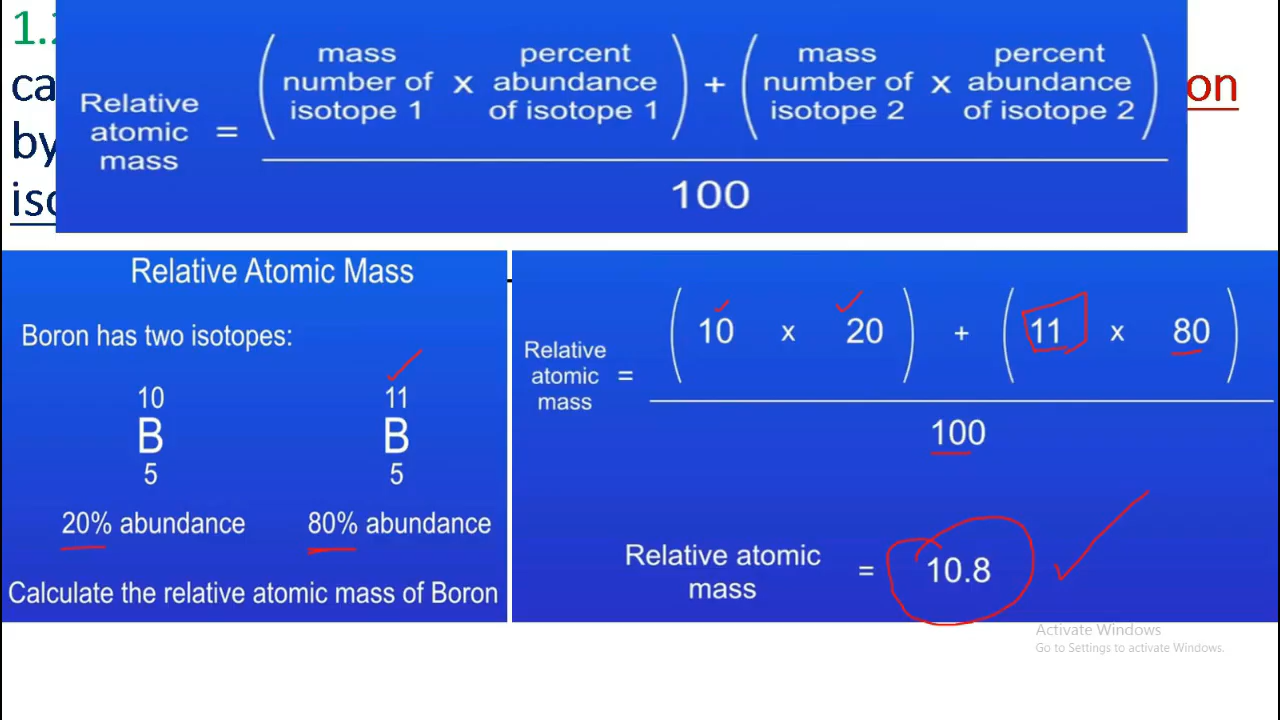 1.
ca
by
iso
on
Relative
atomic
mass
=
mass
number of
isotope 1
x
percent
abundance
of isotope 1
+
mass
number of
isotope 2
x
percent
abundance
of isotope 2
100
Relative Atomic Mass
Boron has two isotopes:
10 11
B B
5 5
20% abundance 80% abundance
Calculate the relative atomic mass of Boron
Relative
atomic
mass
=
( 10 x 20 ) + ( 11 x 80 )
100
Relative atomic
mass
= 10.8
Activate Windows
Go to Settings to activate Windows.